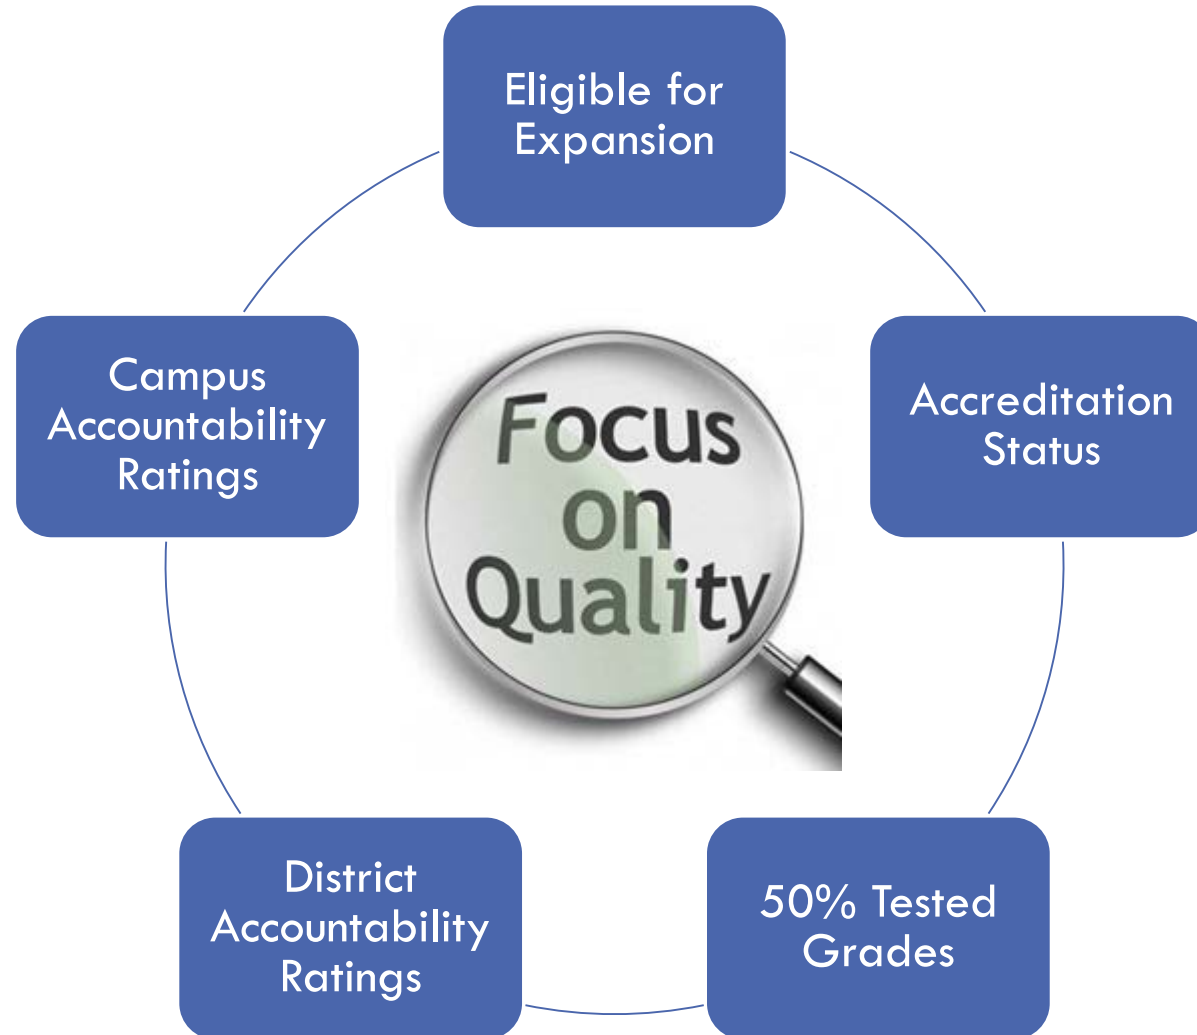 Eligible for
Expansion
Campus
Accountability
Ratings
Focus
on
Quality
Accreditation
Status
District
Accountability
Ratings
50% Tested
Grades